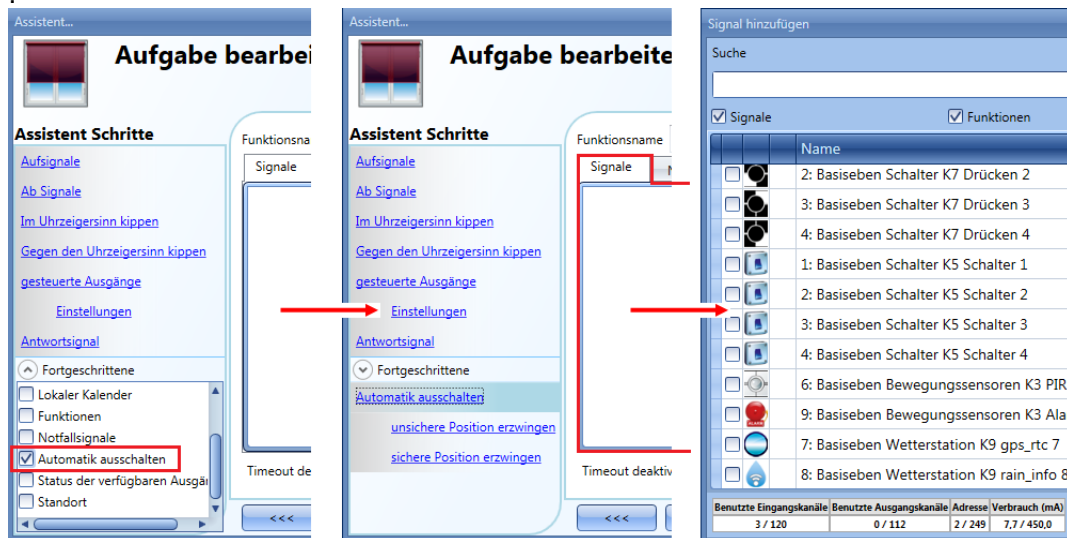 Assistent...
Aufgabe bearbei
Assistent Schritte
Aufsignale
Ab Signale
Im Uhrzeigersinn kippen
Gegen den Uhrzeigersinn kippen
gesteuerte Ausgänge
Einstellungen
Antwortsignal
Fortgeschrittene
Lokaler Kalender
Funktionen
Notfallsignale
Automatik ausschalten
Status der verfügbaren Ausgäi
Standort
Funktionsna
Signale
Timeout de
<<<
Assistent...
Aufgabe bearbeite
Assistent Schritte
Aufsignale
Ab Signale
Im Uhrzeigersinn kippen
Gegen den Uhrzeigersinn kippen
gesteuerte Ausgänge
Einstellungen
Antwortsignal
Fortgeschrittene
Automatik ausschalten
unsichere Position erzwingen
sichere Position erzwingen
Funktionsname
Signale
Timeout deaktiv
<<<
Signal hinzufügen
Suche
Signale Funktionen
Name
2: Basiseben Schalter K7 Drücken 2
3: Basiseben Schalter K7 Drücken 3
4: Basiseben Schalter K7 Drücken 4
1: Basiseben Schalter K5 Schalter 1
2: Basiseben Schalter K5 Schalter 2
3: Basiseben Schalter K5 Schalter 3
4: Basiseben Schalter K5 Schalter 4
6: Basiseben Bewegungssensoren K3 PIR
9: Basiseben Bewegungssensoren K3 Ala
7: Basiseben Wetterstation K9 gps_rtc 7
8: Basiseben Wetterstation K9 rain_info 8
Benutzte Eingangskanäle Benutzte Ausgangskanäle Adresse Verbrauch (mA)
3 / 120 0 / 112 2 / 249 7,7 / 450,0